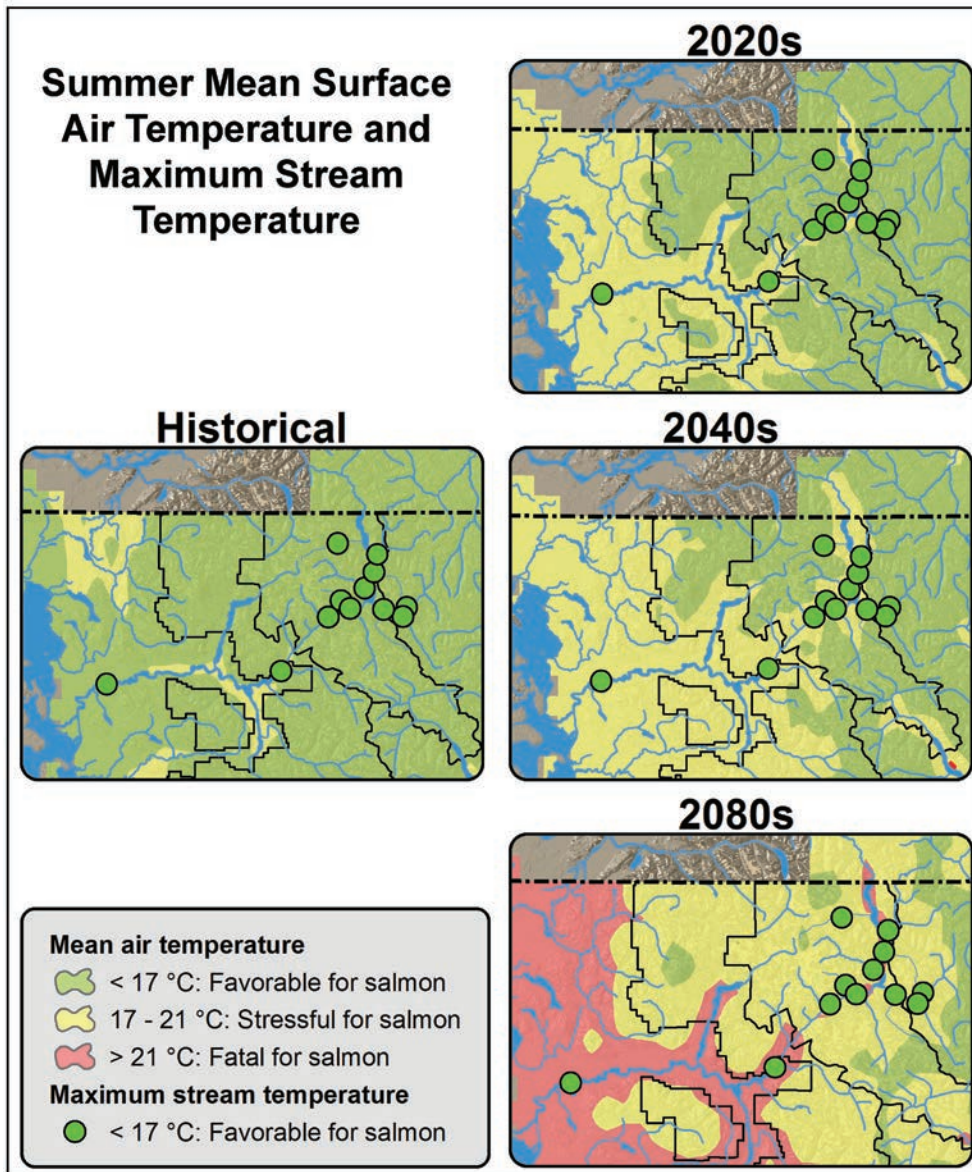 Summer Mean Surface
Air Temperature and
Maximum Stream
Temperature
2020s
Historical
2040s
2080s
Mean air temperature
< 17 °C: Favorable for salmon
17 - 21 °C: Stressful for salmon
> 21 °C: Fatal for salmon
Maximum stream temperature
< 17 °C: Favorable for salmon